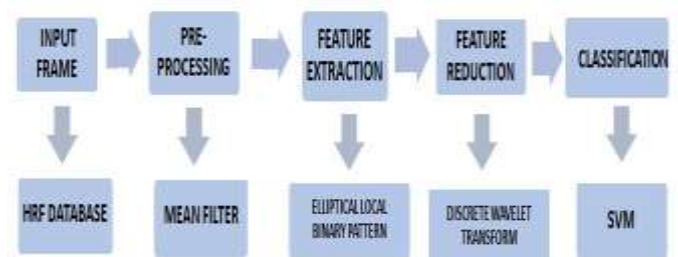 INPUT
FRAME
PRE-
PROCESSING
FEATURE
EXTRACTION
FEATURE
REDUCTION
CLASSIFICATION
HRF DATABASE
MEAN FILTER
ELLIPTICAL LOCAL
BINARY PATTERN
DISCRETE WAVELET
TRANSFORM
SVM